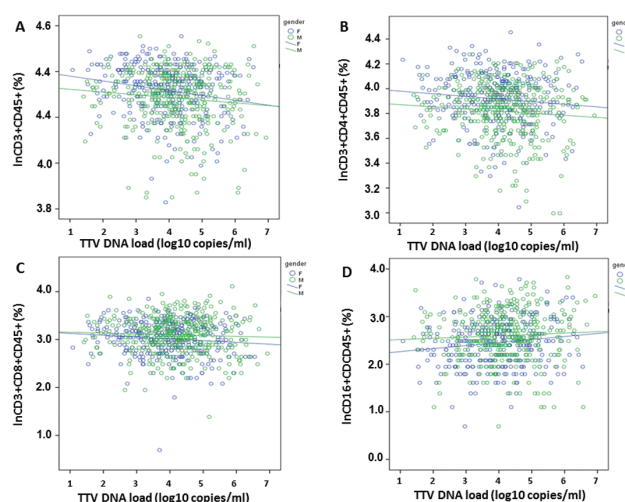 A
4.6
4.4
4.4
4.0
3.8
lnCD3+CD45+ (%)
1 2 3 4 5 6 7
TTV DNA load (log10 copies/ml)
gender
F
M
F
M
B
4.4
4.2
4.0
3.8
3.6
3.4
3.2
3.0
lnCD3+CD4+CD45+ (%)
1 2 3 4 5 6 7
TTV DNA load (log10 copies/ml)
gender
F
C
4.0
3.0
2.0
1.0
lnCD3+CD8+CD45+ (%)
1 2 3 4 5 6 7
TTV DNA load (log10 copies/ml)
gender
F
M
F
M
D
4.0
3.0
2.0
1.0
0.0
lnCD16+CDCD45+ (%)
1 2 3 4 5 6 7
TTV DNA load (log10 copies/ml)
gender
F